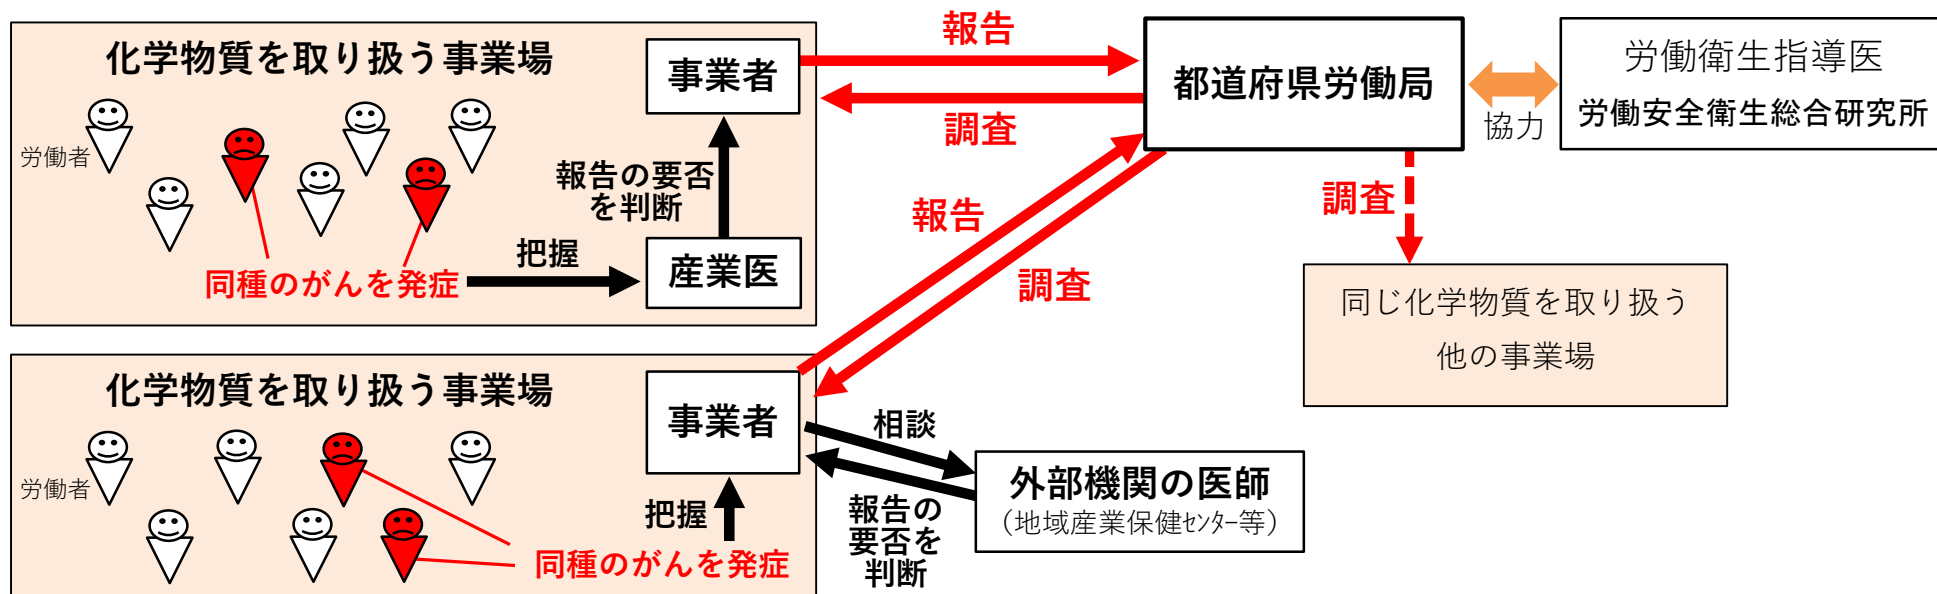 化学物質を取り扱う事業場
労働者
事業者
報告の要否
を判断
把握
産業医
同種のがんを発症
報告
調査
都道府県労働局
協力
労働衛生指導医
労働安全衛生総合研究所
調査
同じ化学物質を取り扱う
他の事業場
報告
調査
化学物質を取り扱う事業場
労働者
事業者
把握
同種のがんを発症
相談
報告の
要否を
判断
外部機関の医師
（地域産業保健ｾﾝﾀｰ等）